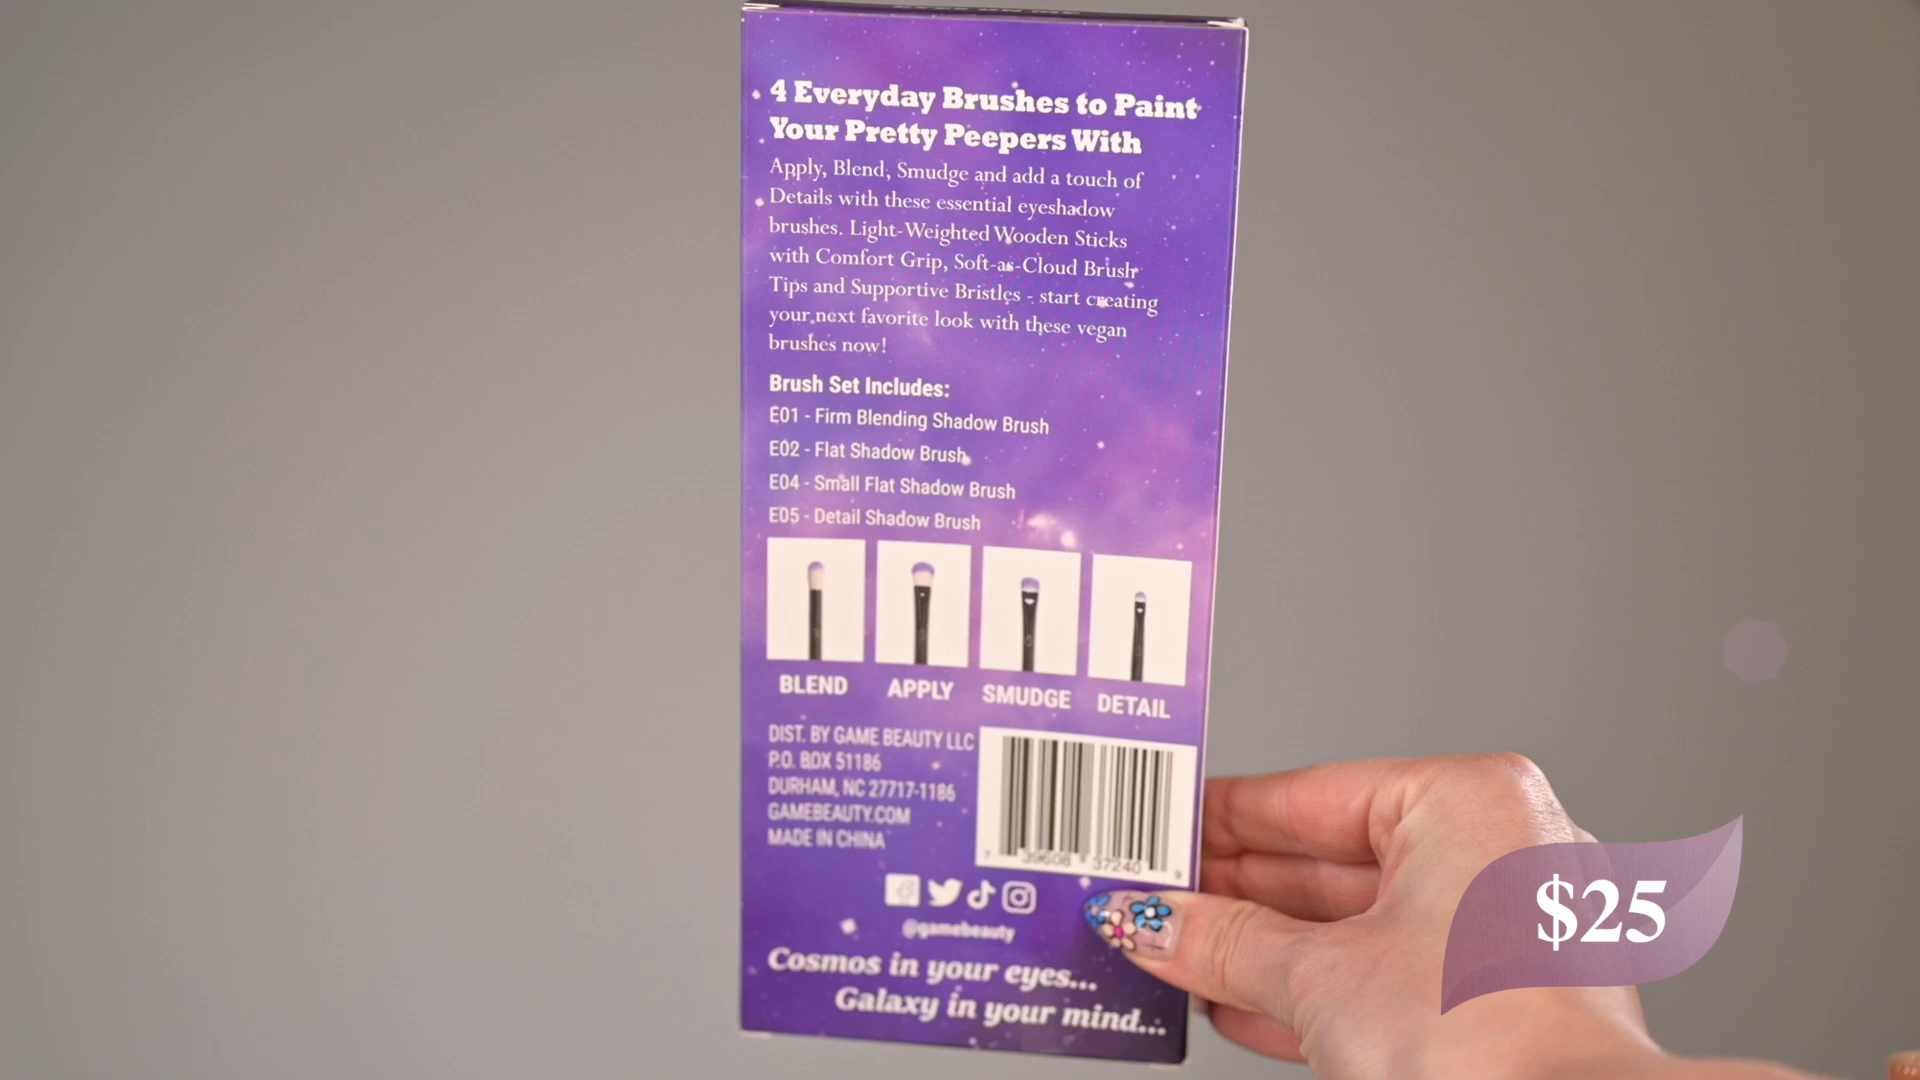 4 Everyday Brushes to Paint
Your Pretty Peepers With
Apply, Blend, Smudge and add a touch of
Details with these essential eyeshadow
brushes. Light-Weighted Wooden Sticks
with Comfort Grip, Soft-as-Cloud Brush
Tips and Supportive Bristles - start creating
your next favorite look with these vegan
brushes now!
Brush Set Includes:
E01 - Firm Blending Shadow Brush
E02 - Flat Shadow Brush
E04 - Small Flat Shadow Brush
E05 - Detail Shadow Brush
BLEND APPLY SMUDGE DETAIL
DIST. BY GAME BEAUTY LLC
P.O. BOX 51186
DURHAM, NC 27717-1186
GAMEBEAUTY.COM
MADE IN CHINA
7 39608 37240 9
@gamebeauty
Cosmos in your eyes...
Galaxy in your mind...
$25